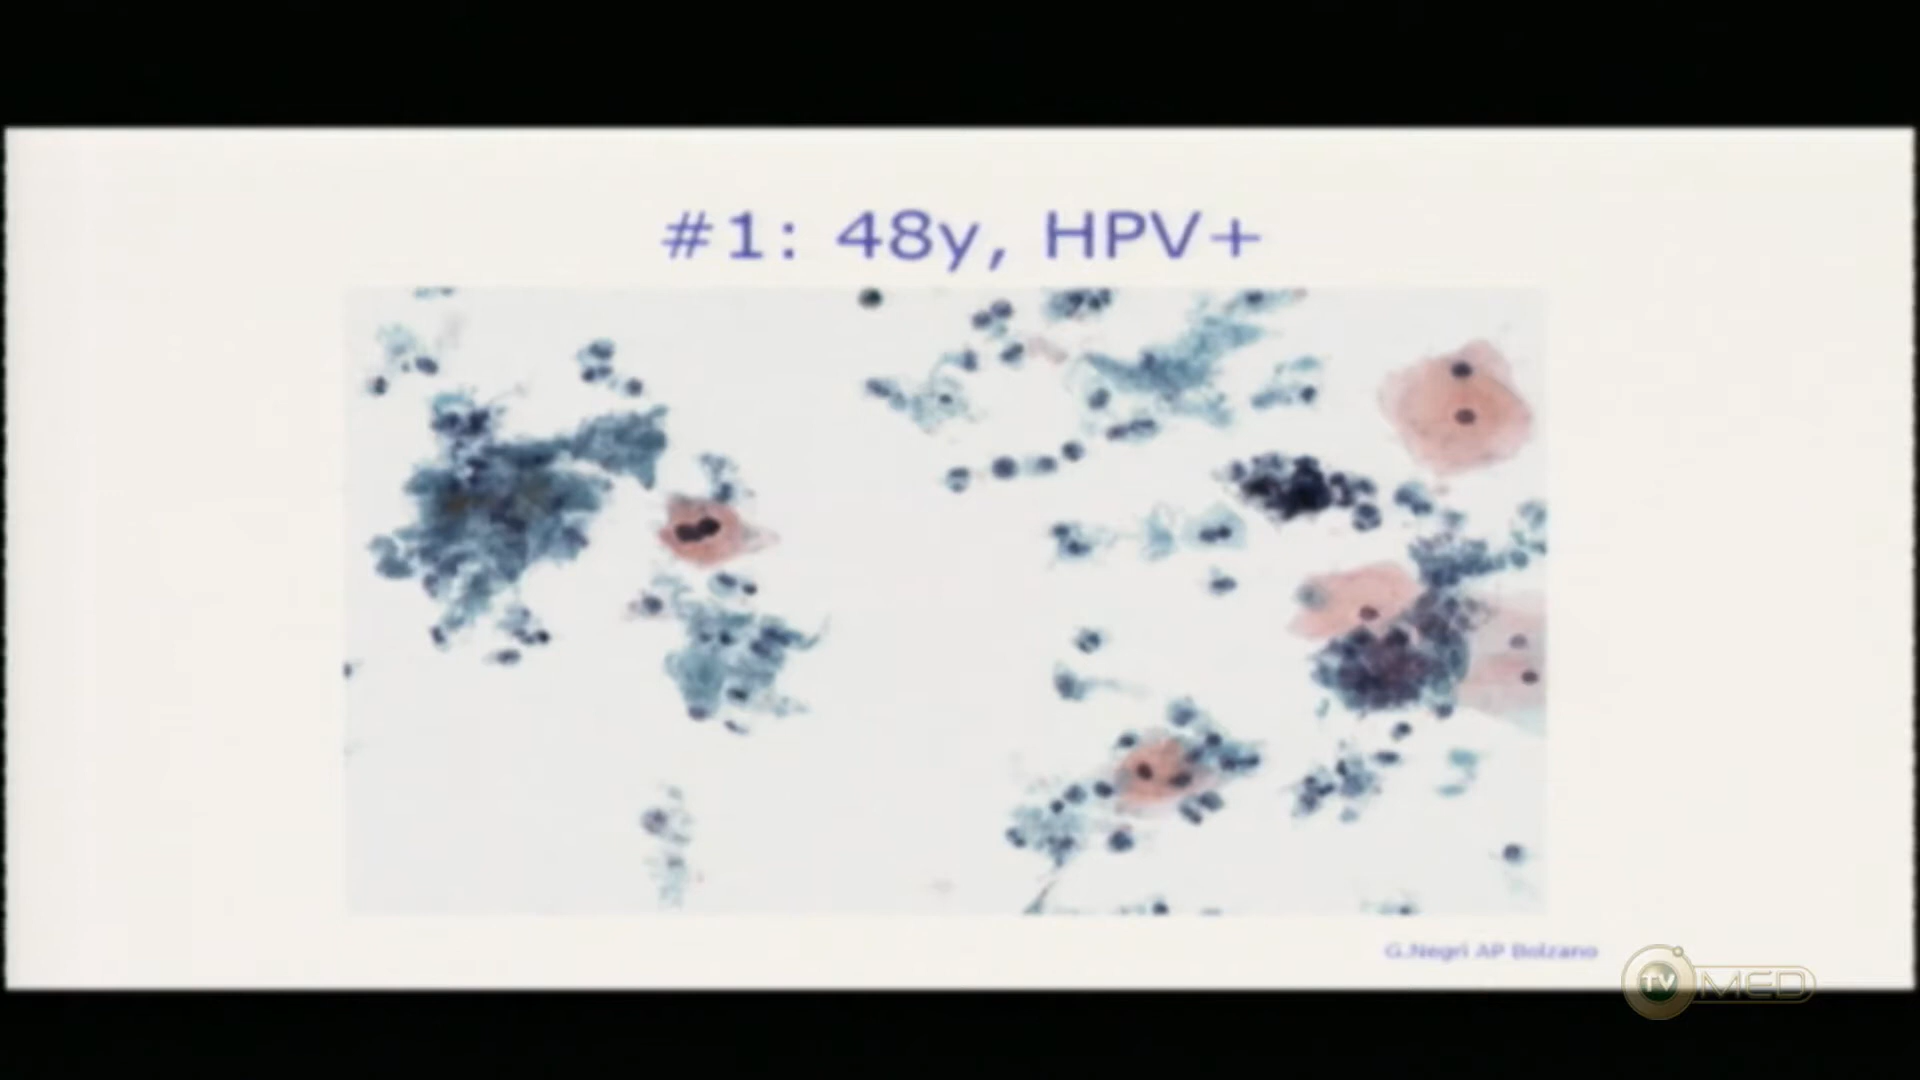 #1: 48y, HPV+
G.Negri AP Bolzano
TV MED